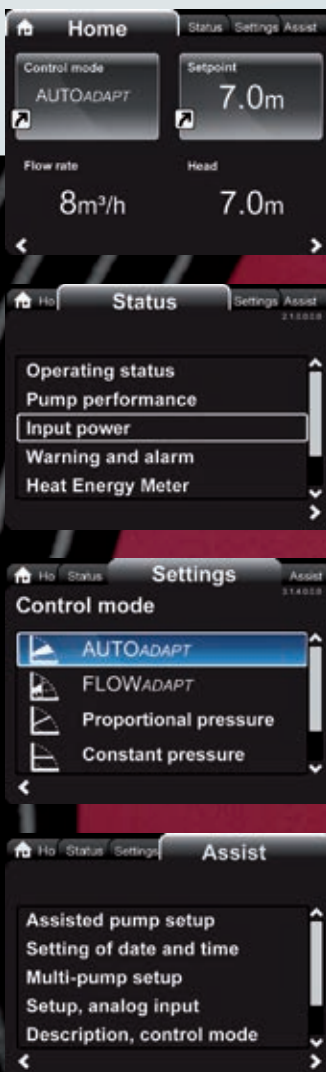 Home Status Settings Assist
Control mode Setpoint
AUTOADAPT 7.0m
Flow rate Head
8m³/h 7.0m
Ho Status Settings Assist
Operating status
Pump performance
Input power
Warning and alarm
Heat Energy Meter
Ho Status Settings Assist
Control mode
AUTOADAPT
FLOWADAPT
Proportional pressure
Constant pressure
Ho Status Settings Assist
Assisted pump setup
Setting of date and time
Multi-pump setup
Setup, analog input
Description, control mode